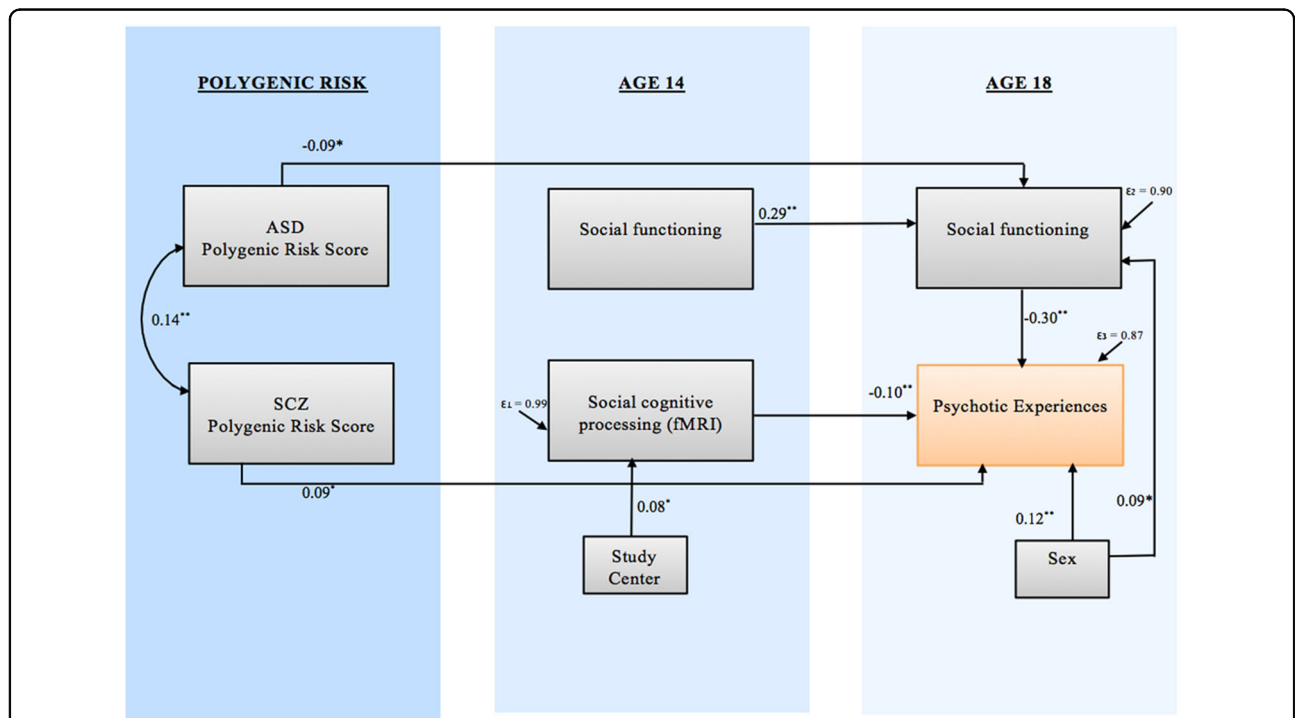 POLYGENIC RISK
AGE 14
AGE 18
-0.09*
ASD
Polygenic Risk Score
Social functioning
0.29**
Social functioning
ε₂ = 0.90
0.14**
-0.30**
ε₃ = 0.87
SCZ
Polygenic Risk Score
ε₁ = 0.99
Social cognitive
processing (fMRI)
-0.10**
Psychotic Experiences
0.09*
0.08*
0.12**
0.09*
Study
Center
Sex